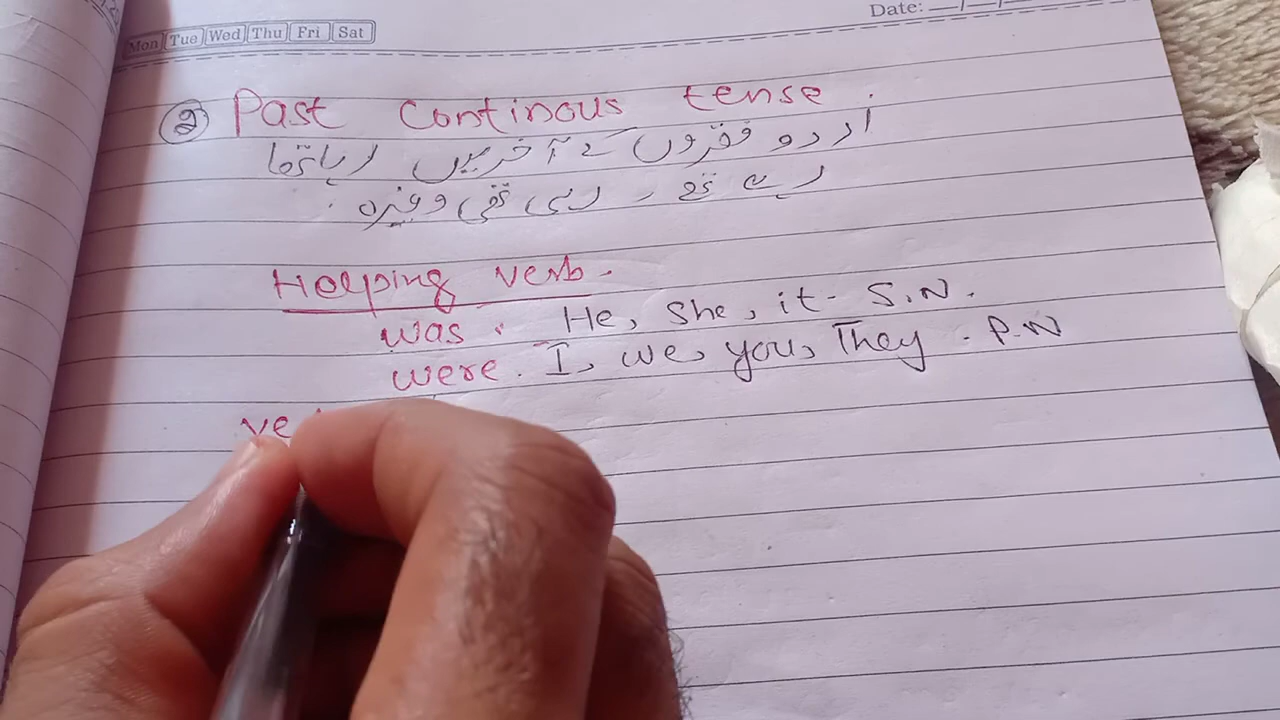 Mon Tue Wed Thu Fri Sat
Date:
2 Past continous tense.
اردو فقروں کے آخر میں رہا تھا
رہے تھے ۔ رہی تھی وغیرہ
Helping verb.
was. He, She, it- S.N.
were. I, we, you, They. P.N
ve